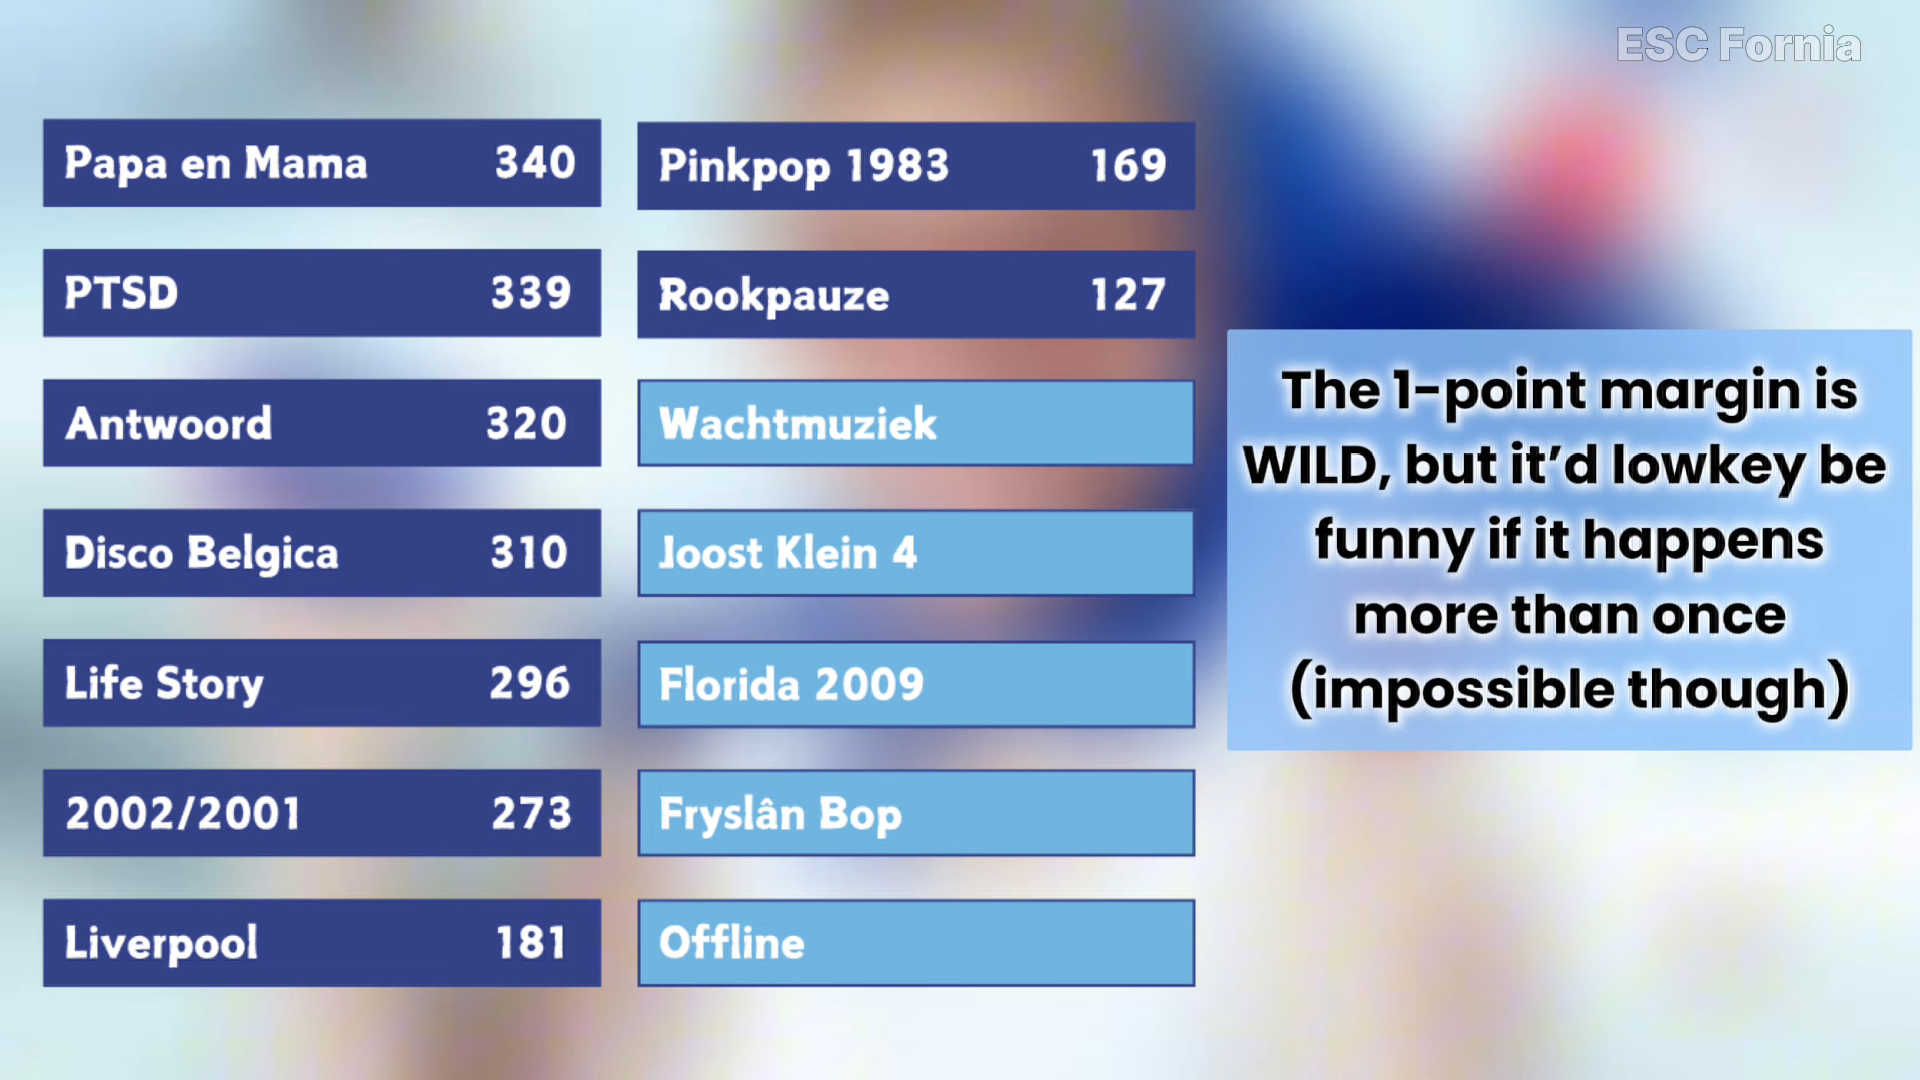 ESC Fornia
Papa en Mama 340
PTSD 339
Antwoord 320
Disco Belgica 310
Life Story 296
2002/2001 273
Liverpool 181
Pinkpop 1983 169
Rookpauze 127
Wachtmuziek
Joost Klein 4
Florida 2009
Fryslân Bop
Offline
The 1-point margin is
WILD, but it’d lowkey be
funny if it happens
more than once
(impossible though)